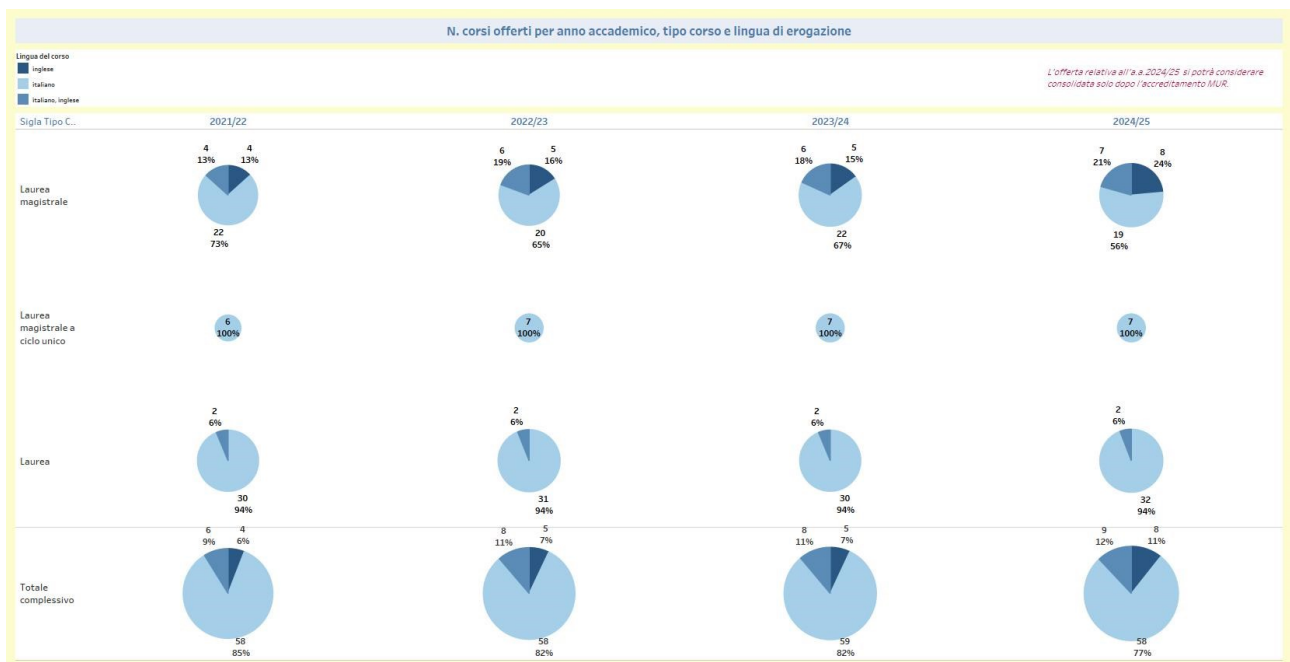 N. corsi offerti per anno accademico, tipo corso e lingua di erogazione
Lingua del corso
inglese
italiano
italiano, inglese
L'offerta relativa all'a.a.2024/25 si potrà considerare
consolidata solo dopo l'accreditamento MUR.
Sigla Tipo C.. 2021/22 2022/23 2023/24 2024/25
4 4 6 5 6 5 7 8
13% 13% 19% 16% 18% 15% 21% 24%
Laurea
magistrale
22 20 22 19
73% 65% 67% 56%
Laurea
magistrale a
ciclo unico
6 7 7 7
100% 100% 100% 100%
2 2 2 2
6% 6% 6% 6%
Laurea
30 31 30 32
94% 94% 94% 94%
6 4 8 5 8 5 9 8
9% 6% 11% 7% 11% 7% 12% 11%
Totale
complessivo
58 58 59 58
85% 82% 82% 77%